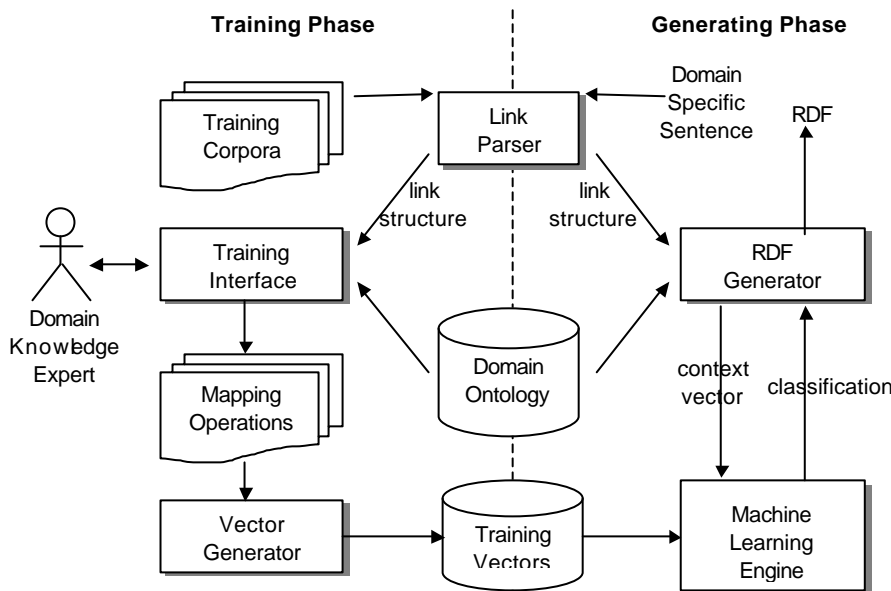 Training Phase
Generating Phase
Training
Corpora
Link
Parser
Domain
Specific
Sentence
RDF
link
structure
link
structure
Training
Interface
RDF
Generator
Domain
Knowledge
Expert
Domain
Ontology
Mapping
Operations
context
vector
classification
Vector
Generator
Training
Vectors
Machine
Learning
Engine